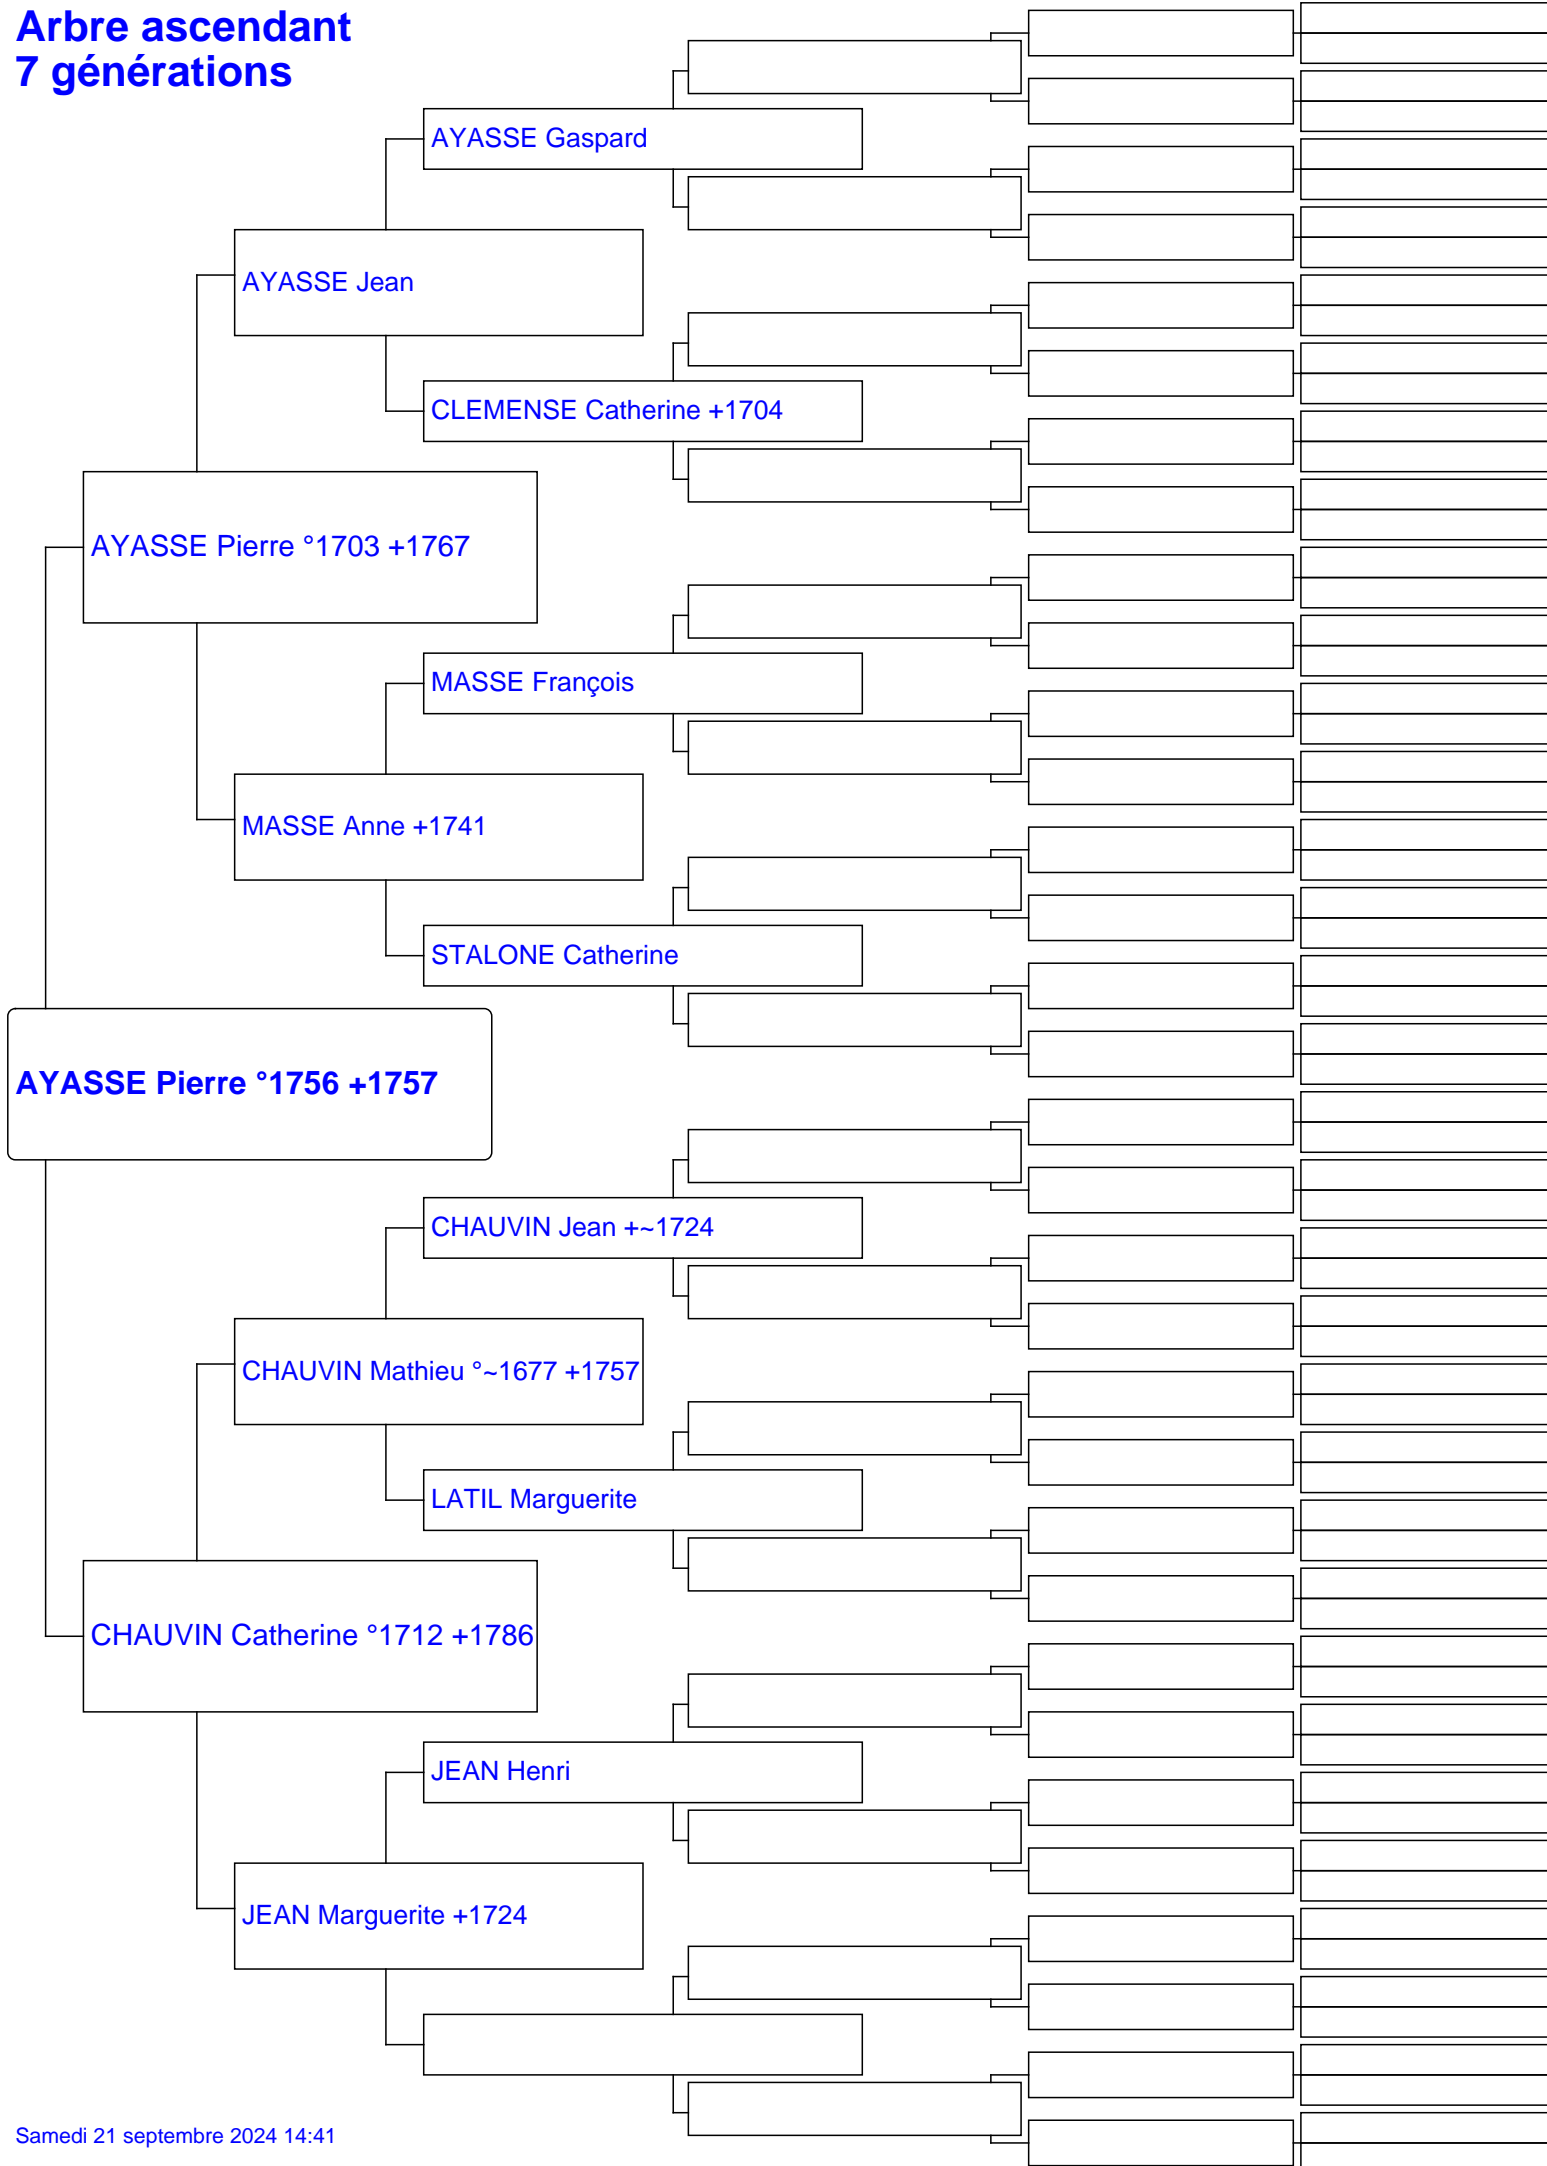 Arbre ascendant
7 générations
AYASSE Gaspard
AYASSE Jean
CLEMENSE Catherine +1704
AYASSE Pierre °1703 +1767
MASSE François
MASSE Anne +1741
STALONE Catherine
AYASSE Pierre °1756 +1757
CHAUVIN Jean +~1724
CHAUVIN Mathieu °~1677 +1757
LATIL Marguerite
CHAUVIN Catherine °1712 +1786
JEAN Henri
JEAN Marguerite +1724
Samedi 21 septembre 2024 14:41